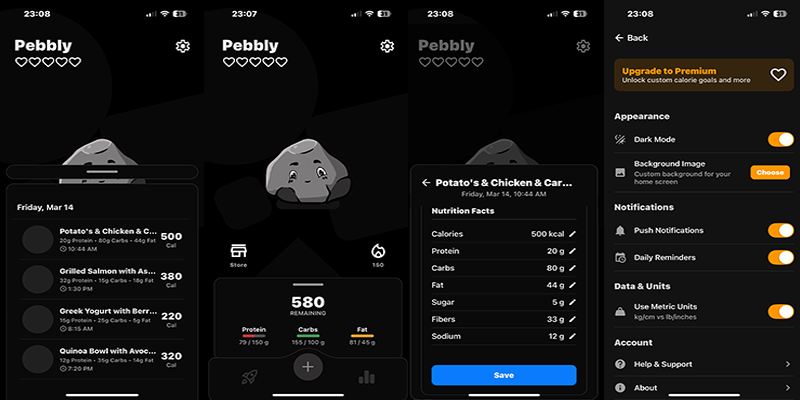 23:08
35
Pebbly
Friday, Mar 14
Potato's & Chicken & C...
20g Protein • 80g Carbs • 44g Fat
10:44 AM
500
Cal
Grilled Salmon with As...
32g Protein • 15g Carbs • 18g Fat
1:30 PM
380
Cal
Greek Yogurt with Berr...
15g Protein • 25g Carbs • 5g Fat
8:15 AM
220
Cal
Quinoa Bowl with Avoc...
12g Protein • 35g Carbs • 14g Fat
7:20 PM
320
Cal
23:07
35
Pebbly
Store
150
580
REMAINING
Protein
79 / 150 g
Carbs
155 / 100 g
Fat
81 / 45 g
23:08
35
Pebbly
Potato's & Chicken & Car...
Friday, Mar 14, 10:44 AM
Nutrition Facts
Calories 500 kcal
Protein 20 g
Carbs 80 g
Fat 44 g
Sugar 5 g
Fibers 33 g
Sodium 12 g
Save
23:08
35
Back
Upgrade to Premium
Unlock custom calorie goals and more
Appearance
Dark Mode
Background Image
Custom background for your
home screen
Choose
Notifications
Push Notifications
Daily Reminders
Data & Units
Use Metric Units
kg/cm vs lb/inches
Account
Help & Support
About